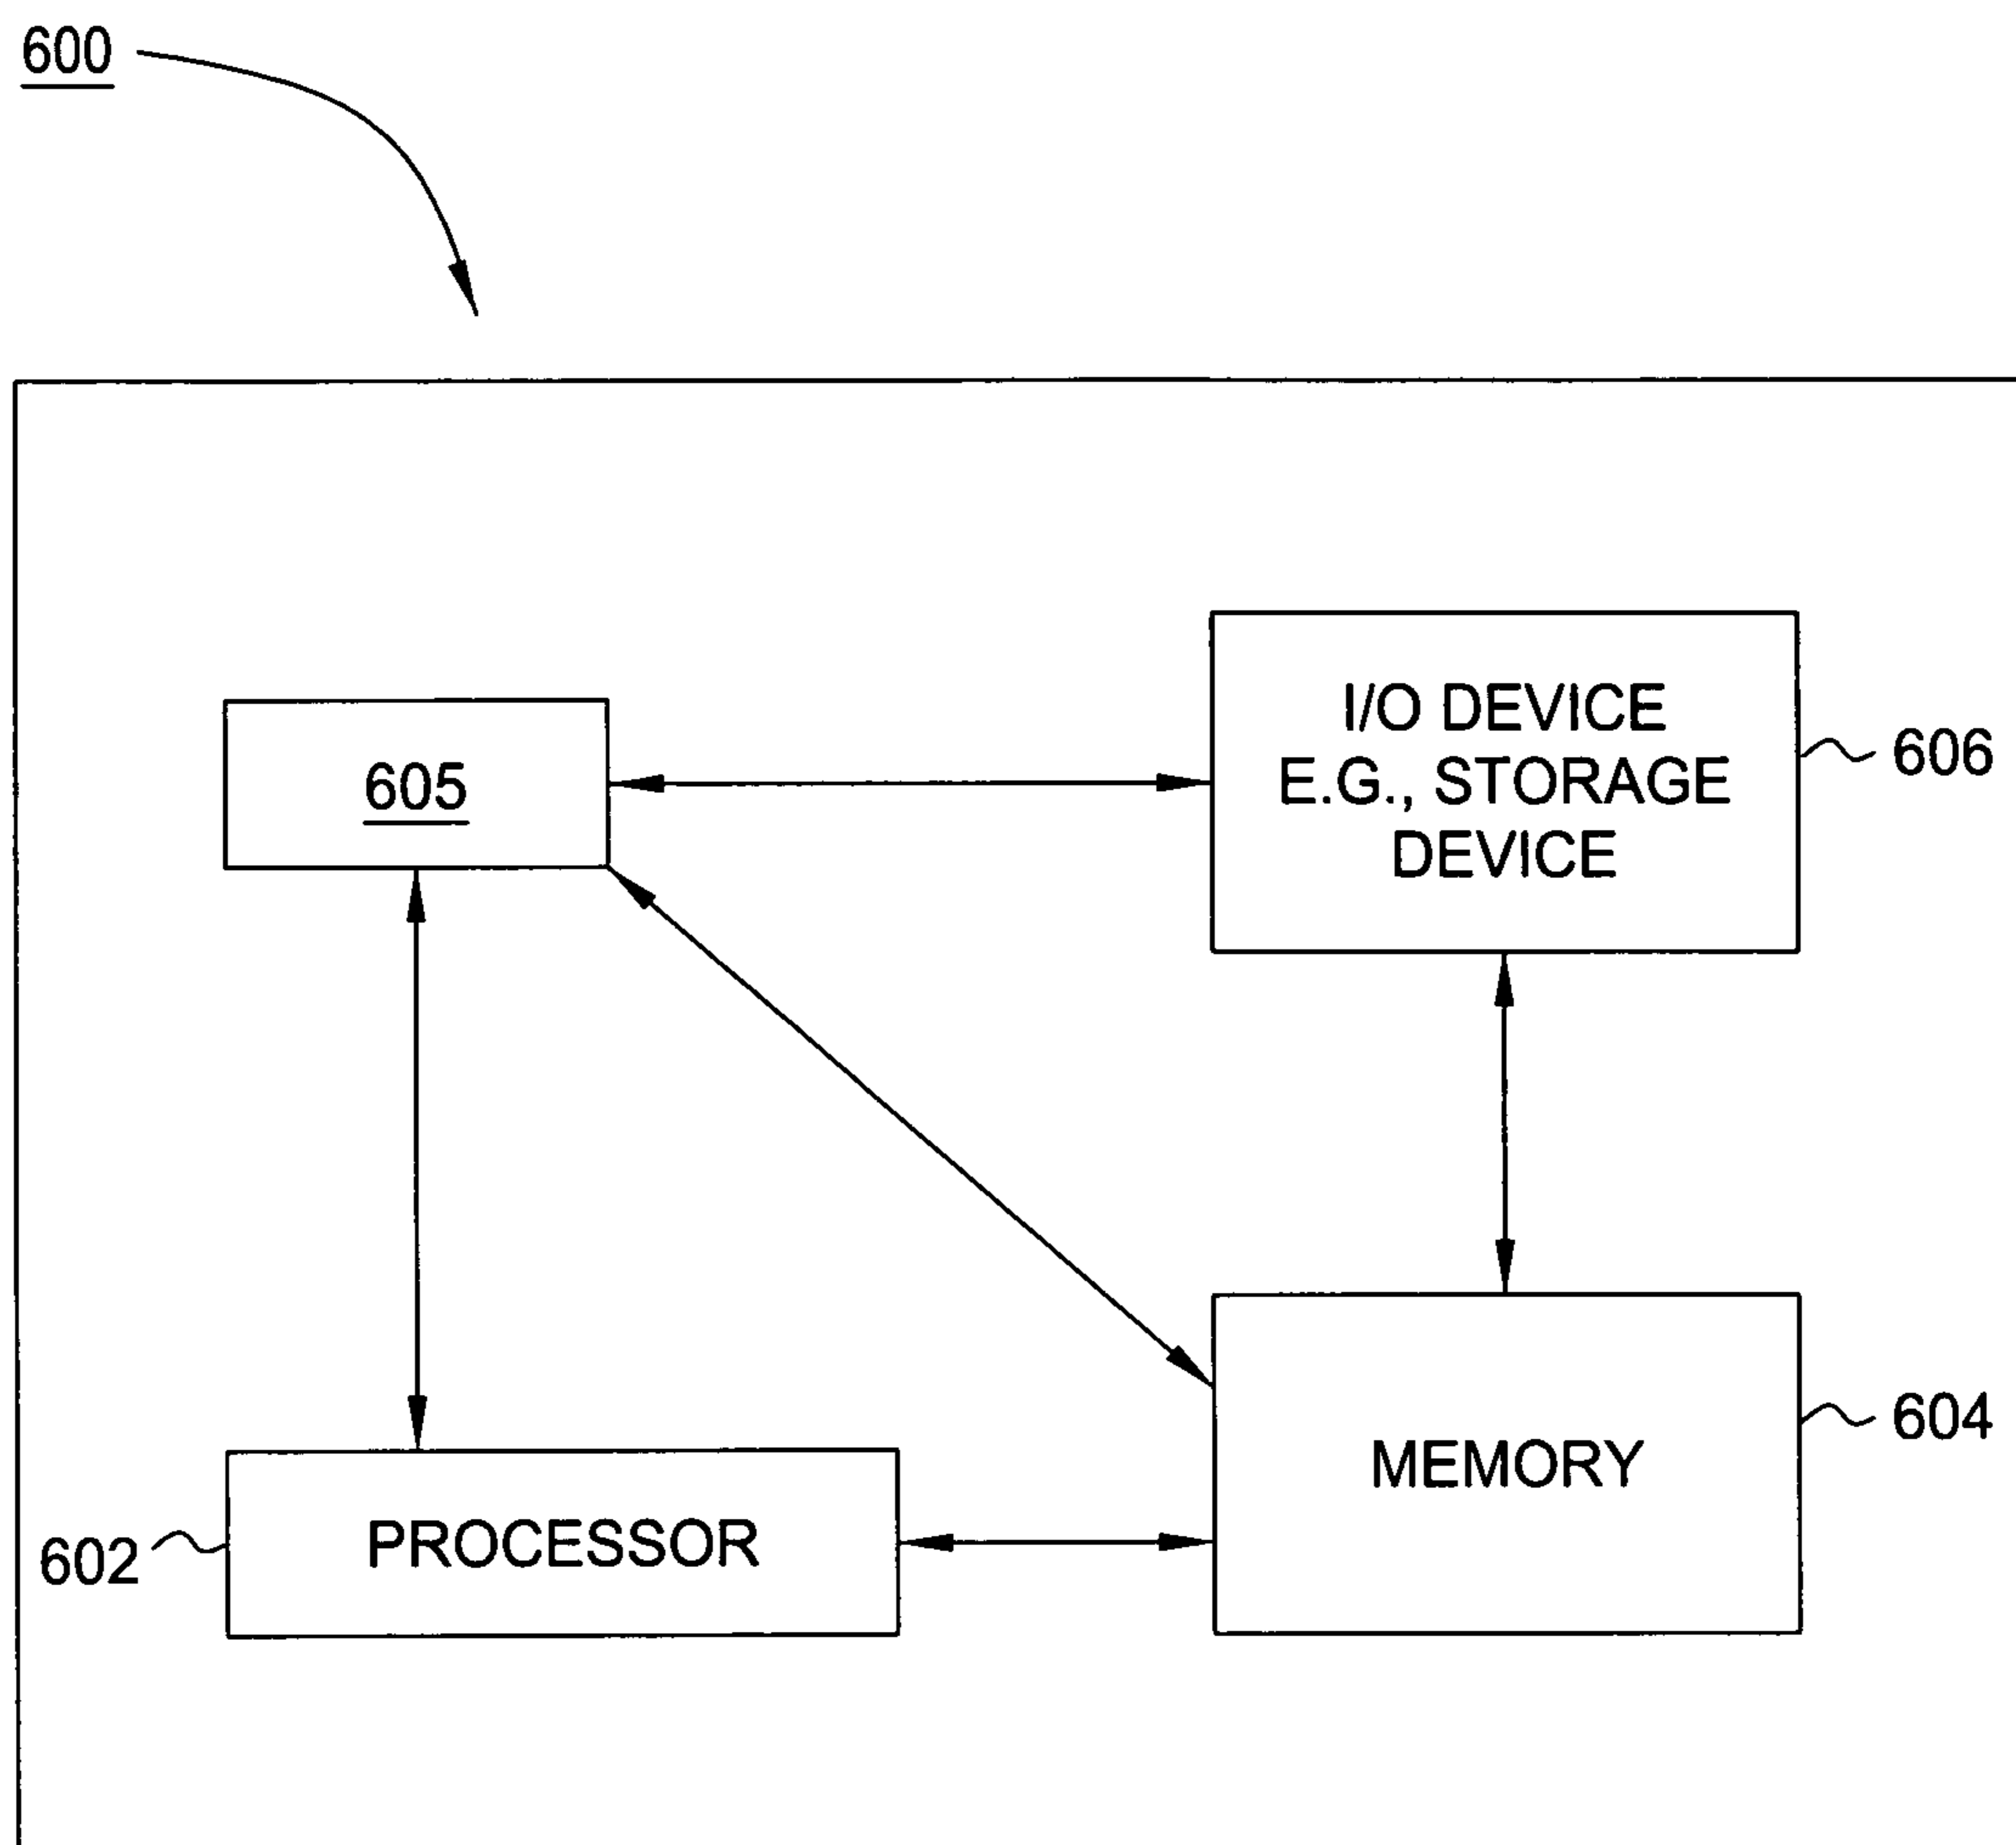 600
I/O DEVICE
E.G., STORAGE
DEVICE
606
605
604
MEMORY
PROCESSOR
602